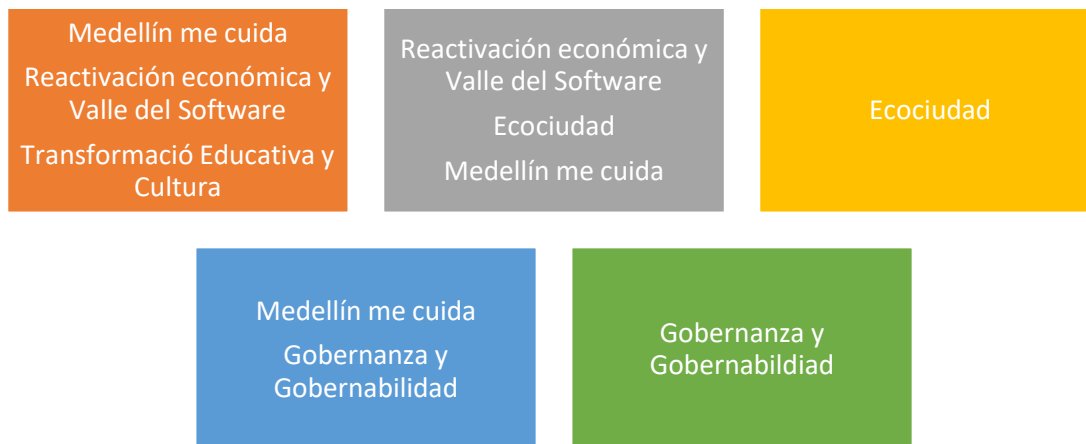 Medellín me cuida
Reactivación económica y
Valle del Software
Transformació Educativa y
Cultura
Reactivación económica y
Valle del Software
Ecociudad
Medellín me cuida
Ecociudad
Medellín me cuida
Gobernanza y
Gobernabilidad
Gobernanza y
Gobernabildiad